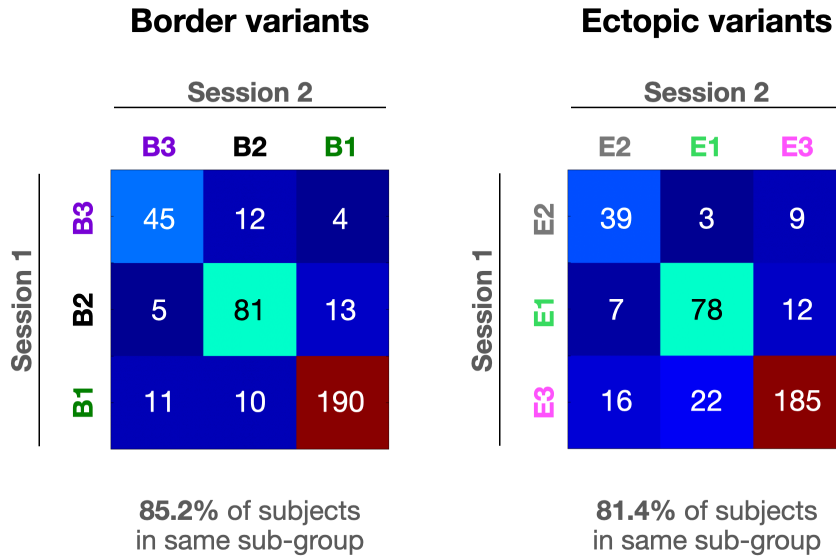 Border variants
Session 2
B3 B2 B1
Session 1
B3 45 12 4
B2 5 81 13
B1 11 10 190
85.2% of subjects
in same sub-group
Ectopic variants
Session 2
E2 E1 E3
Session 1
E2 39 3 9
E1 7 78 12
E3 16 22 185
81.4% of subjects
in same sub-group